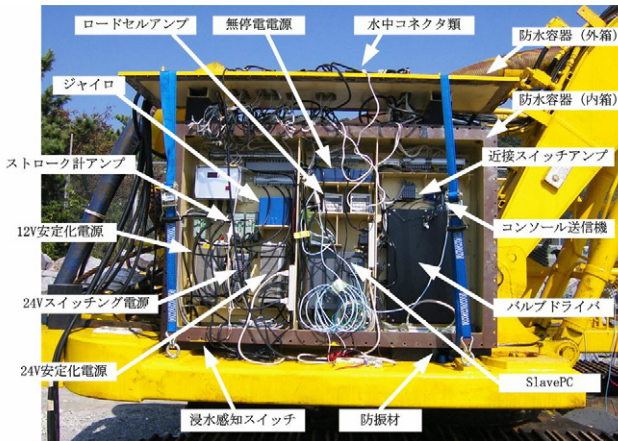 ロードセルアンプ
無停電電源
水中コネクタ類
防水容器(外箱)
ジャイロ
防水容器(内箱)
ストローク計アンプ
近接スイッチアンプ
12V安定化電源
コンソール送信機
24Vスイッチング電源
バルブドライバ
24V安定化電源
SlavePC
浸水感知スイッチ
防振材